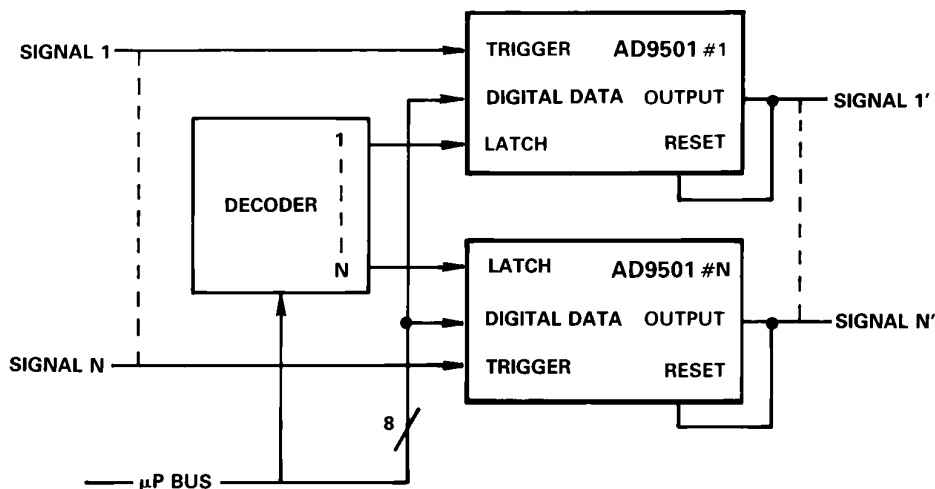 SIGNAL 1
TRIGGER AD9501 #1
DIGITAL DATA OUTPUT
LATCH RESET
SIGNAL 1'
DECODER
1
N
LATCH AD9501 #N
DIGITAL DATA OUTPUT
TRIGGER RESET
SIGNAL N'
SIGNAL N
8
μP BUS